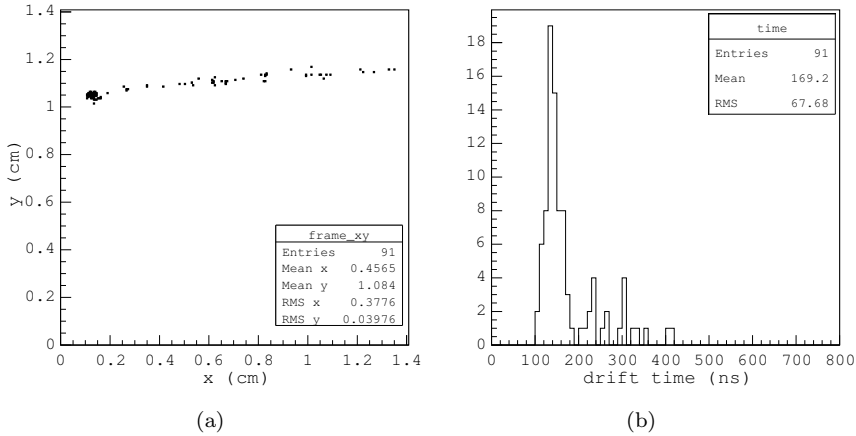 1.4
1.2
1
0.8
0.6
0.4
0.2
0
0 0.2 0.4 0.6 0.8 1 1.2 1.4
y (cm)
x (cm)
frame_xy
Entries 91
Mean x 0.4565
Mean y 1.084
RMS x 0.3776
RMS y 0.03976
(a)
18
16
14
12
10
8
6
4
2
0
0 100 200 300 400 500 600 700 800
drift time (ns)
time
Entries 91
Mean 169.2
RMS 67.68
(b)